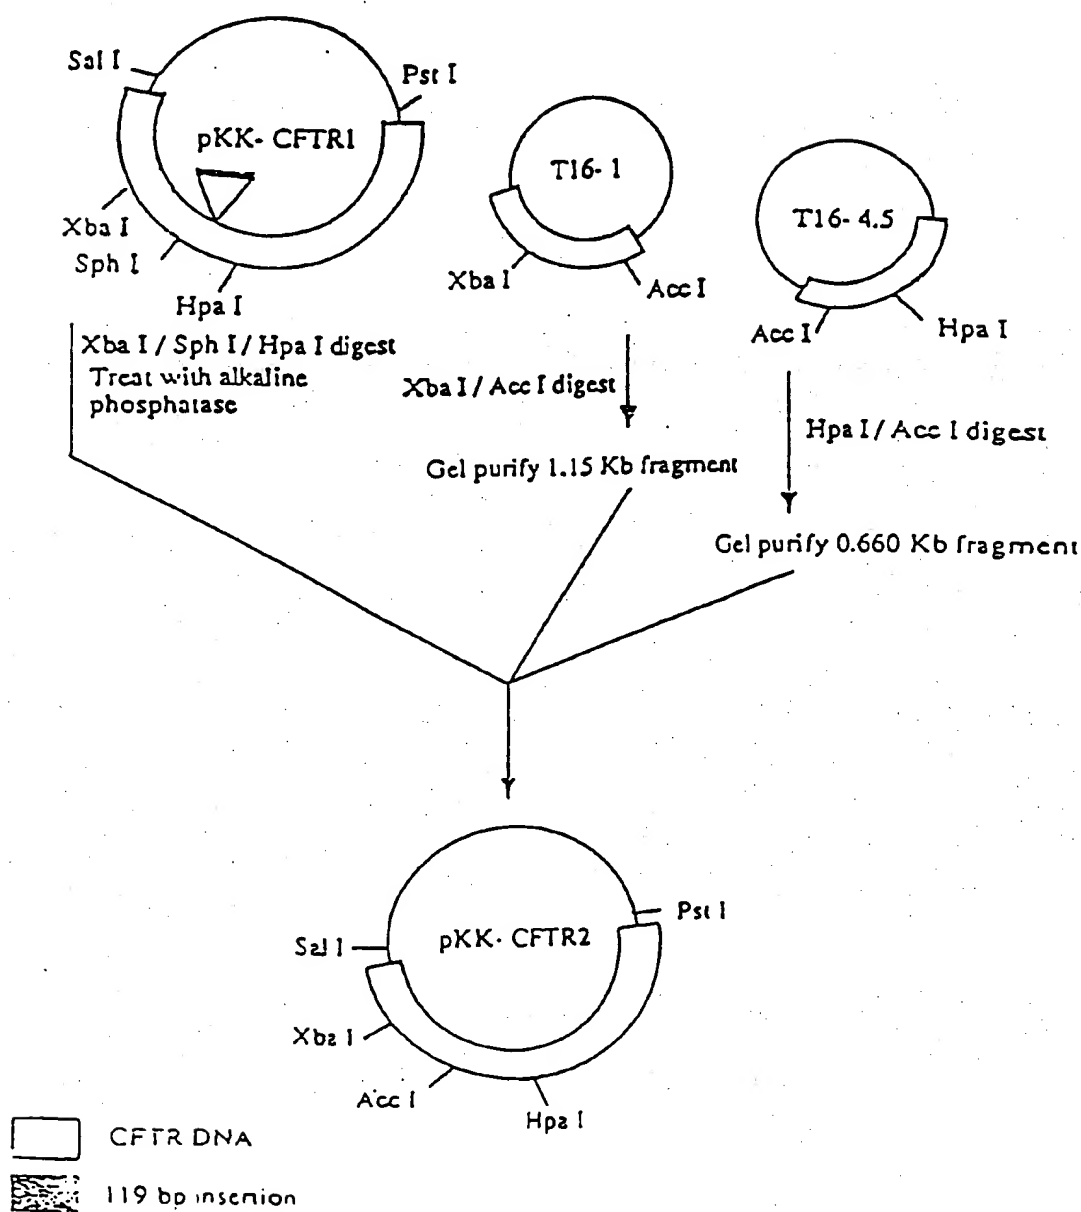 Sal I
Pst I
pKK- CFTR1
Xba I
Sph I
Hpa I
T16- 1
Xba I
Acc I
T16- 4.5
Acc I
Hpa I
Xba I / Sph I / Hpa I digest
Treat with alkaline
phosphatase
Xba I / Acc I digest
Hpa I / Acc I digest
Gel purify 1.15 Kb fragment
Gel purify 0.660 Kb fragment
pKK- CFTR2
Sal I
Pst I
Xba I
Acc I
Hpa I
CFTR DNA
119 bp insertion